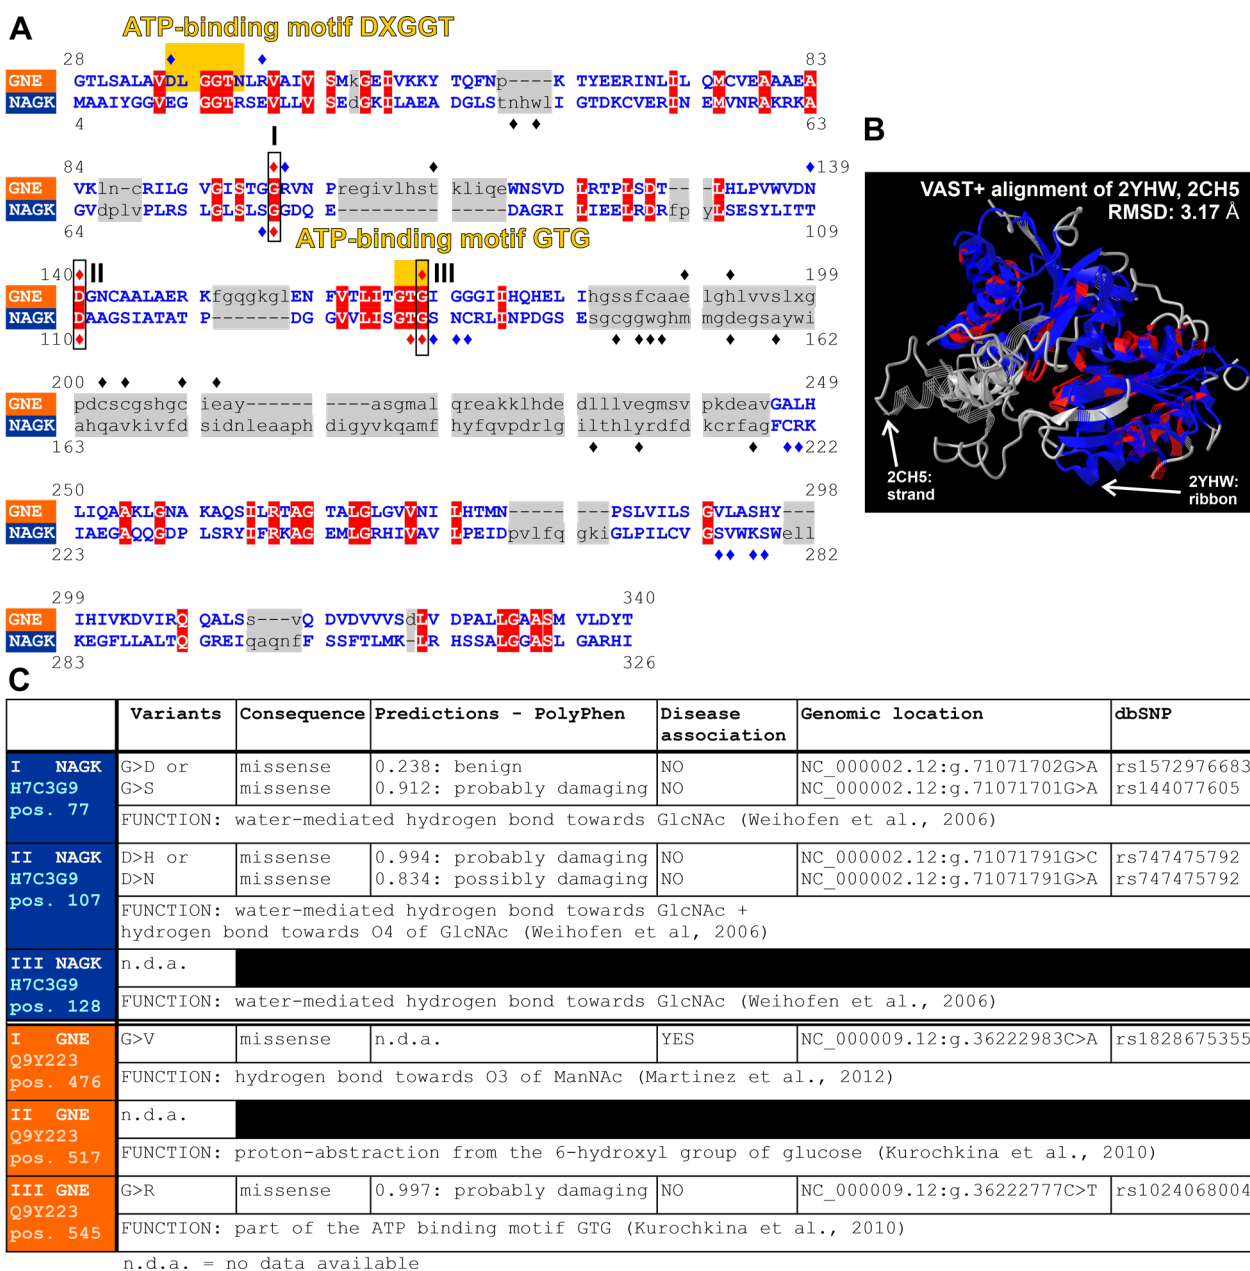 A
ATP-binding motif DXGGT
28 83
GNE GTLSALAVDL GGTNLRVAIV SMkGEIVKKY TQFNp----K TYEERINLIL QMCVEAAAEA
NAGK MAAIYGGVEG GGTRSEVLLV SEdGKILAEA DGLStnhwlI GTDKCVERIN EMVNRAKRKA
4 63
I
84 139
GNE VKln-cRILG VGISTGGRVN Pregivlhst kliqeWNSVD LRTPLSDT-- -LHLPVWVDN
NAGK GVdplvPLRS LGLSLSGGDQ E--------- -----DAGRI LIEELRDRfp yLSESYLITT
64 109
ATP-binding motif GTG
140 II III 199
GNE DGNCAALAER KfgqgkglEN FVTLITGTGI GGGIIHQHEL Ihgssfcaae lghlvvslxg
NAGK DAAGSIATAT P-------DG GVVLISGTGS NCRLINPDGS Esgcggwghm mgdegsaywi
110 162
200 249
GNE pdcscgshgc ieay------ ----asgmal qreakklhde dlllvegmsv pkdeavGALH
NAGK ahqavkivfd sidnleaaph digyvkqamf hyfqvpdrlg ilthlyrdfd kcrfagFCRK
163 222
250 298
GNE LIQAAKLGNA KAQSILRTAG TALGLGVVNI LHTMN----- ---PSLVILS GVLASHY---
NAGK IAEGAQQGDP LSRYIFRKAG EMLGRHIVAV LPEIDpvlfq gkiGLPILCV GSVWKSWell
223 282
299 340
GNE IHIVKDVIRQ QALSs---vQ DVDVVVSdLV DPALLGAASM VLDYT
NAGK KEGFLLALTQ GREIqaqnfF SSFTLMK-LR HSSALGGASL GARHI
283 326
B
VAST+ alignment of 2YHW, 2CH5
RMSD: 3.17 Å
2CH5:
strand
2YHW:
ribbon
C
Variants Consequence Predictions - PolyPhen Disease association Genomic location dbSNP
I NAGK H7C3G9 pos. 77
G>D or missense 0.238: benign NO NC_000002.12:g.71071702G>A rs1572976683
G>S missense 0.912: probably damaging NO NC_000002.12:g.71071701G>A rs144077605
FUNCTION: water-mediated hydrogen bond towards GlcNAc (Weihofen et al., 2006)
II NAGK H7C3G9 pos. 107
D>H or missense 0.994: probably damaging NO NC_000002.12:g.71071791G>C rs747475792
D>N missense 0.834: possibly damaging NO NC_000002.12:g.71071791G>A rs747475792
FUNCTION: water-mediated hydrogen bond towards GlcNAc +
hydrogen bond towards O4 of GlcNAc (Weihofen et al, 2006)
III NAGK H7C3G9 pos. 128
n.d.a.
FUNCTION: water-mediated hydrogen bond towards GlcNAc (Weihofen et al., 2006)
I GNE Q9Y223 pos. 476
G>V missense n.d.a. YES NC_000009.12:g.36222983C>A rs1828675355
FUNCTION: hydrogen bond towards O3 of ManNAc (Martinez et al., 2012)
II GNE Q9Y223 pos. 517
n.d.a.
FUNCTION: proton-abstraction from the 6-hydroxyl group of glucose (Kurochkina et al., 2010)
III GNE Q9Y223 pos. 545
G>R missense 0.997: probably damaging NO NC_000009.12:g.36222777C>T rs1024068004
FUNCTION: part of the ATP binding motif GTG (Kurochkina et al., 2010)
n.d.a. = no data available